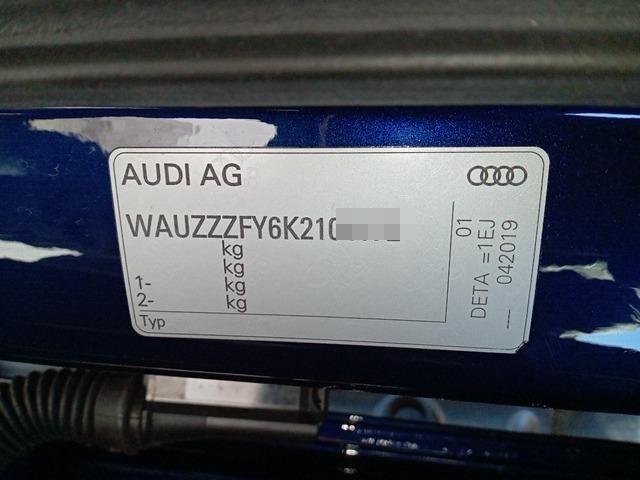 AUDI AG
WAUZZZFY6K210
kg
kg
1- kg
2- kg
Typ
01
DETA =1EJ
— 042019